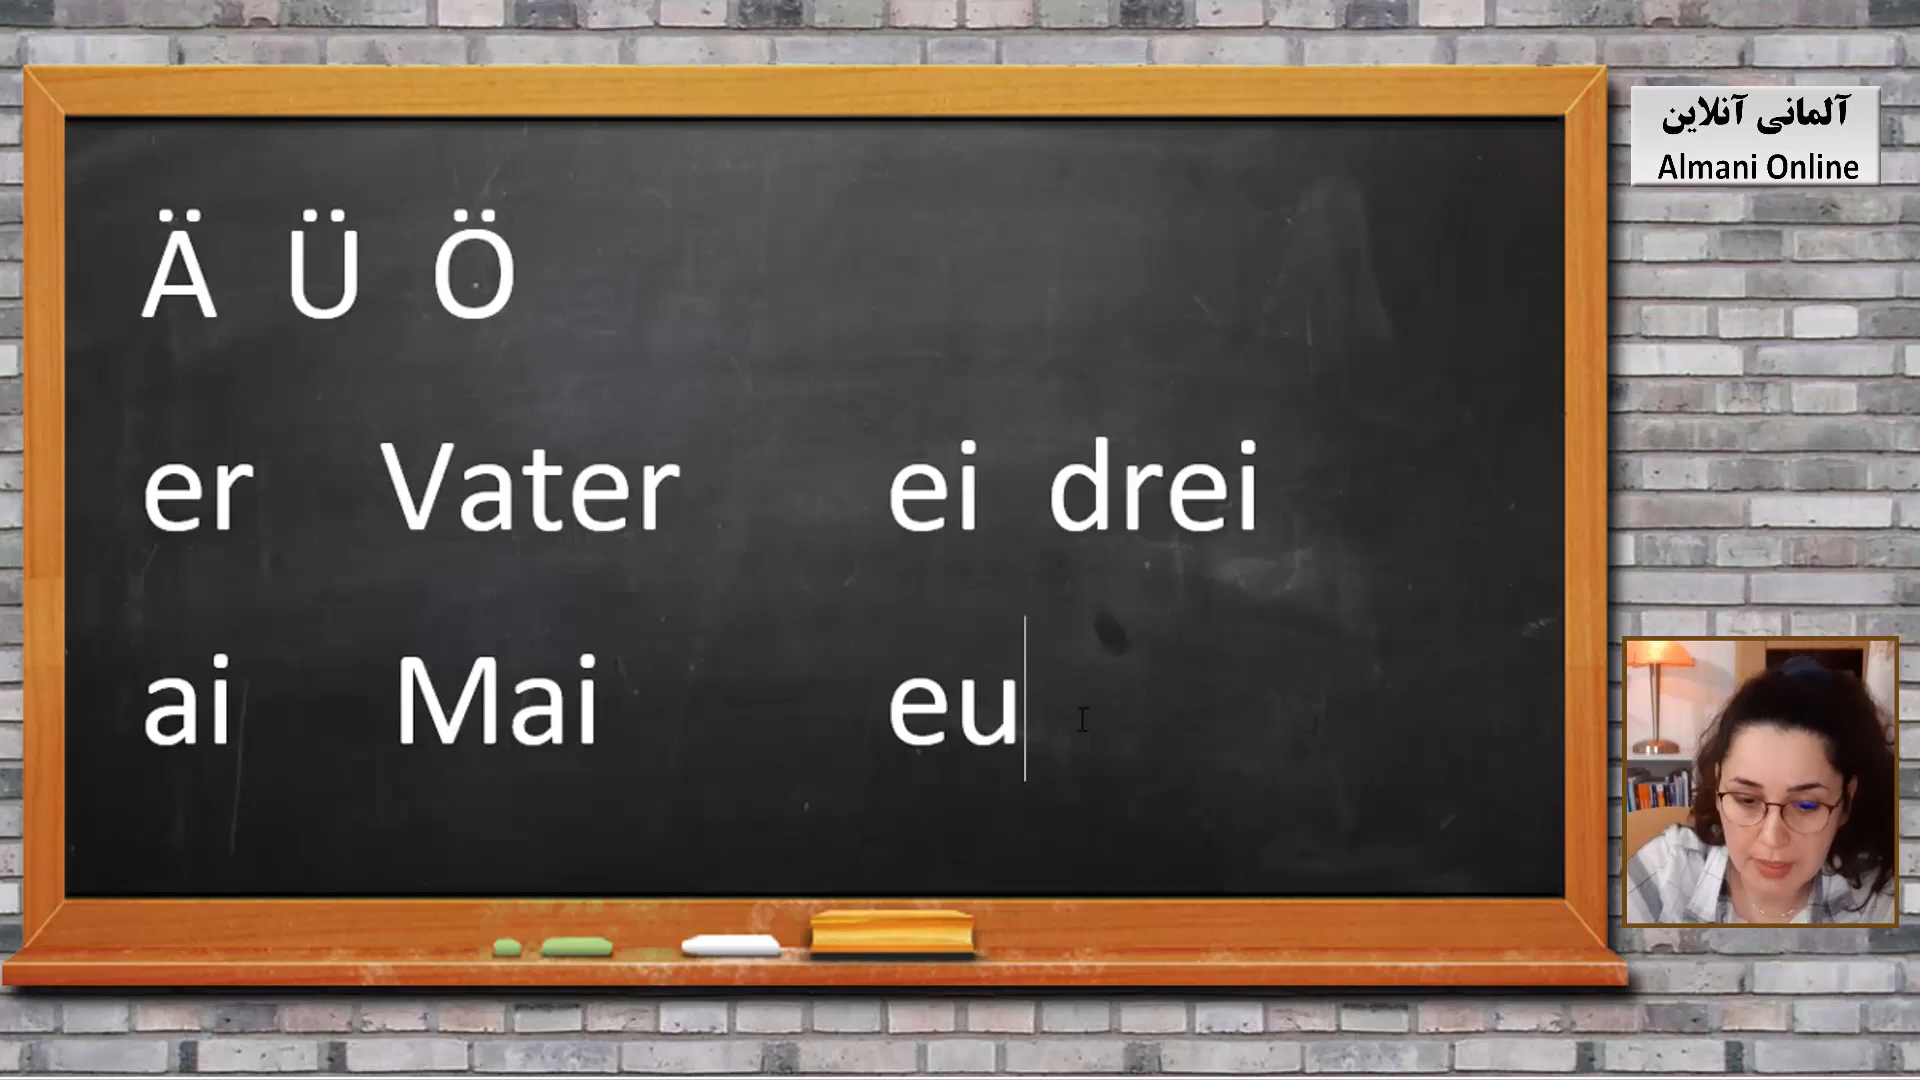 Ä Ü Ö
er Vater ei drei
ai Mai eu
آلمانی آنلاین
Almani Online